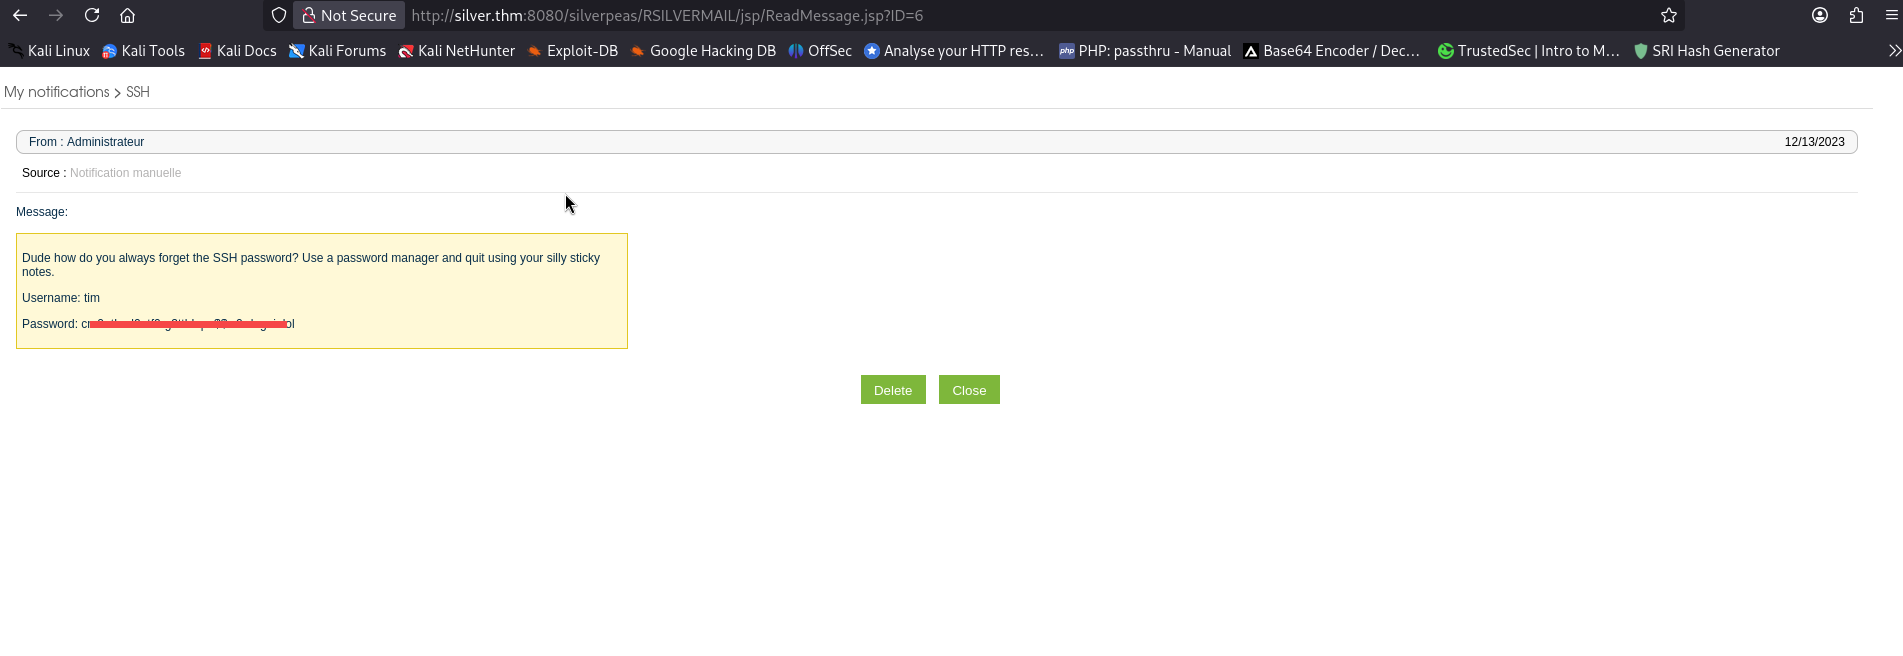 Not Secure http://silver.thm:8080/silverpeas/RSILVERMAIL/jsp/ReadMessage.jsp?ID=6
Kali Linux Kali Tools Kali Docs Kali Forums Kali NetHunter Exploit-DB Google Hacking DB OffSec Analyse your HTTP res… php PHP: passthru - Manual Base64 Encoder / Dec… TrustedSec | Intro to M… SRI Hash Generator
My notifications > SSH
From : Administrateur 12/13/2023
Source : Notification manuelle
Message:
Dude how do you always forget the SSH password? Use a password manager and quit using your silly sticky
notes.
Username: tim
Password:
Delete Close